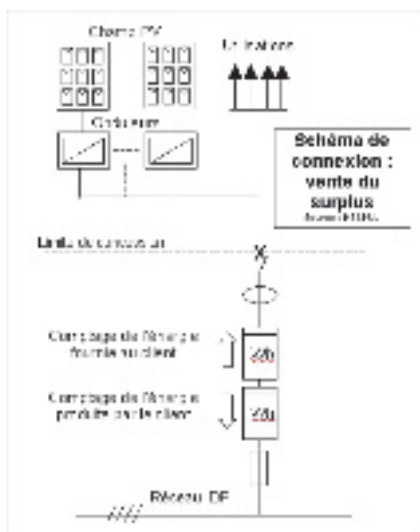 Champ PV
Utilisations
Onduleurs
Schéma de
connexion :
vente du
surplus
Limite de concession
Comptage de l'énergie
fournie au client
Comptage de l'énergie
produite par le client
Réseau